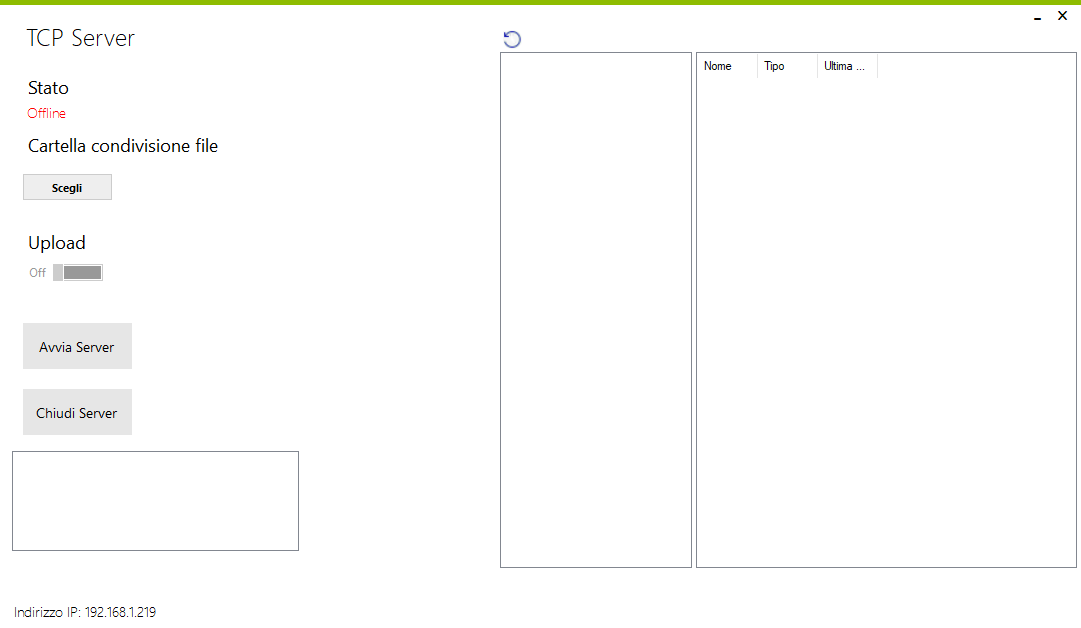 TCP Server
Stato
Offline
Cartella condivisione file
Scegli
Upload
Off
Avvia Server
Chiudi Server
Indirizzo IP: 192.168.1.219
Nome Tipo Ultima ...